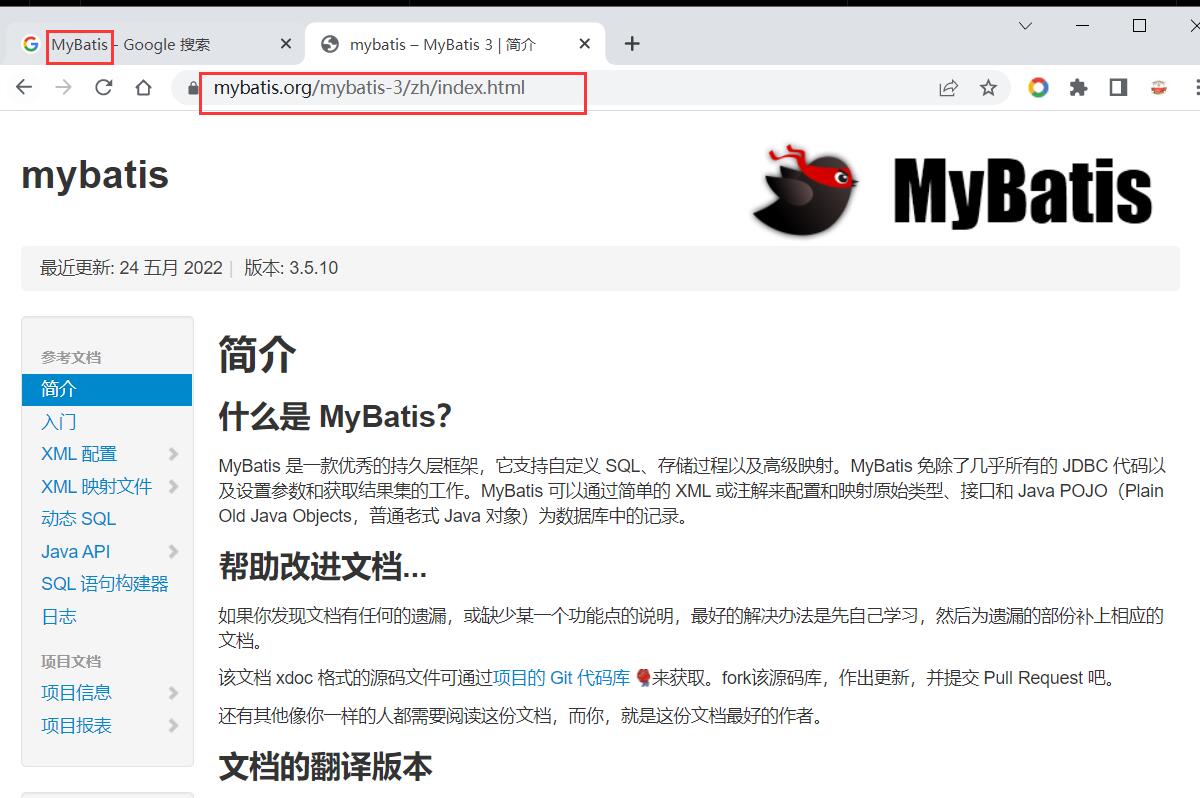 MyBatis - Google 搜索
mybatis – MyBatis 3 | 简介
mybatis.org/mybatis-3/zh/index.html
mybatis
MyBatis
最近更新: 24 五月 2022 | 版本: 3.5.10
参考文档
简介
入门
XML 配置
XML 映射文件
动态 SQL
Java API
SQL 语句构建器
日志
项目文档
项目信息
项目报表
简介
什么是 MyBatis？
MyBatis 是一款优秀的持久层框架，它支持自定义 SQL、存储过程以及高级映射。MyBatis 免除了几乎所有的 JDBC 代码以
及设置参数和获取结果集的工作。MyBatis 可以通过简单的 XML 或注解来配置和映射原始类型、接口和 Java POJO（Plain
Old Java Objects，普通老式 Java 对象）为数据库中的记录。
帮助改进文档...
如果你发现文档有任何的遗漏，或缺少某一个功能点的说明，最好的解决办法是先自己学习，然后为遗漏的部份补上相应的
文档。
该文档 xdoc 格式的源码文件可通过项目的 Git 代码库 来获取。fork该源码库，作出更新，并提交 Pull Request 吧。
还有其他像你一样的人都需要阅读这份文档，而你，就是这份文档最好的作者。
文档的翻译版本